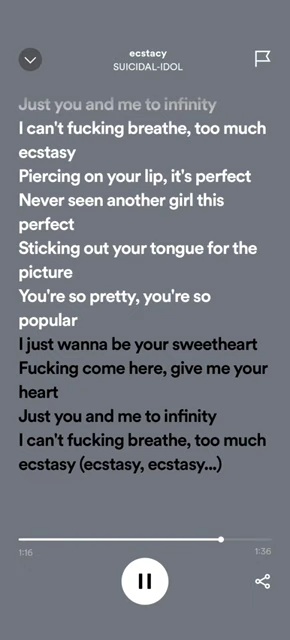 ecstacy
SUICIDAL-IDOL
Just you and me to infinity
I can't fucking breathe, too much
ecstasy
Piercing on your lip, it's perfect
Never seen another girl this
perfect
Sticking out your tongue for the
picture
You're so pretty, you're so
popular
I just wanna be your sweetheart
Fucking come here, give me your
heart
Just you and me to infinity
I can't fucking breathe, too much
ecstasy (ecstasy, ecstasy...)
1:16
1:36